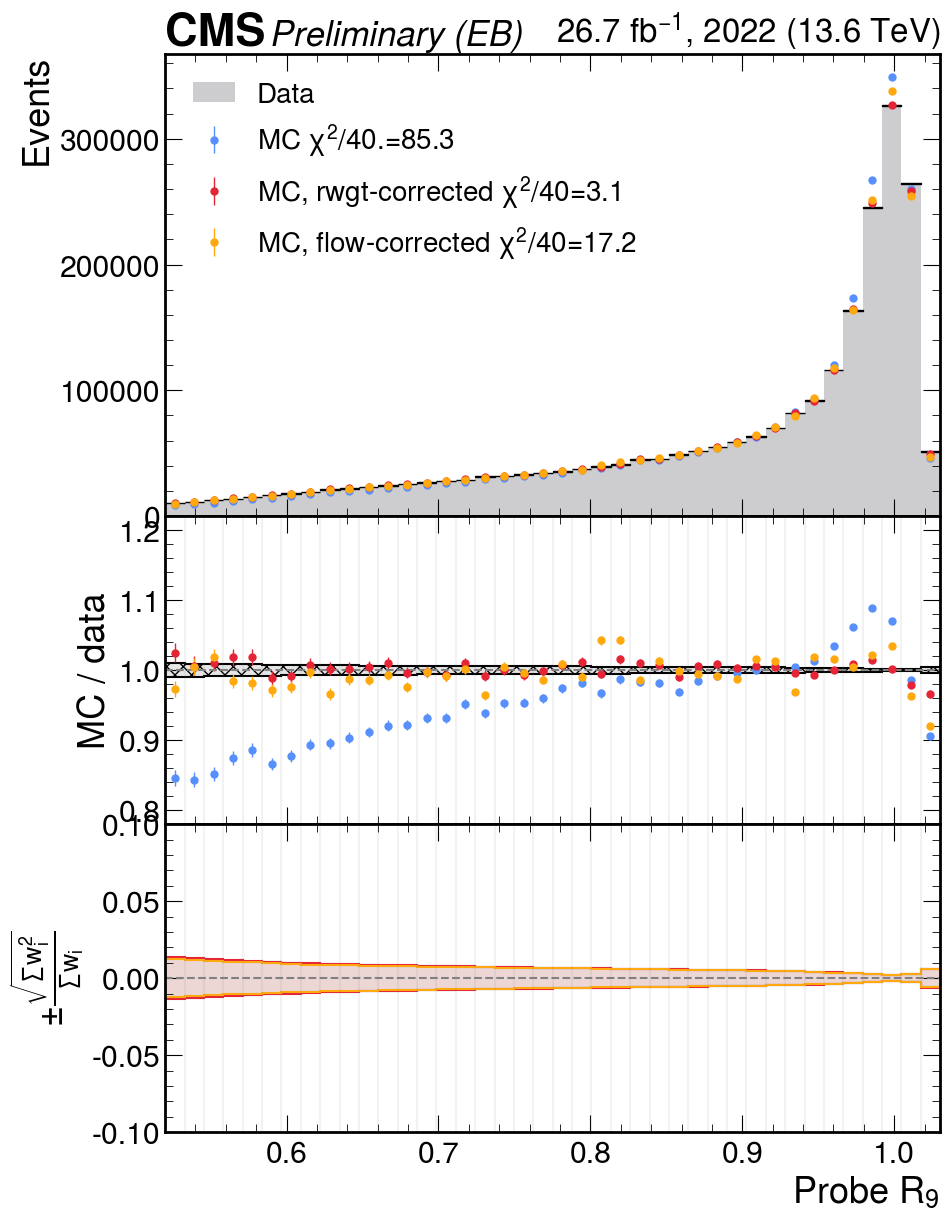 CMS Preliminary (EB) 26.7 fb⁻¹, 2022 (13.6 TeV)
Events
Data
MC χ²/40.=85.3
MC, rwgt-corrected χ²/40=3.1
MC, flow-corrected χ²/40=17.2
300000
200000
100000
0
MC / data
1.2
1.1
1.0
0.9
0.8
±√Σwᵢ²/Σwᵢ
0.10
0.05
0.00
-0.05
-0.10
0.6 0.7 0.8 0.9 1.0
Probe R₉